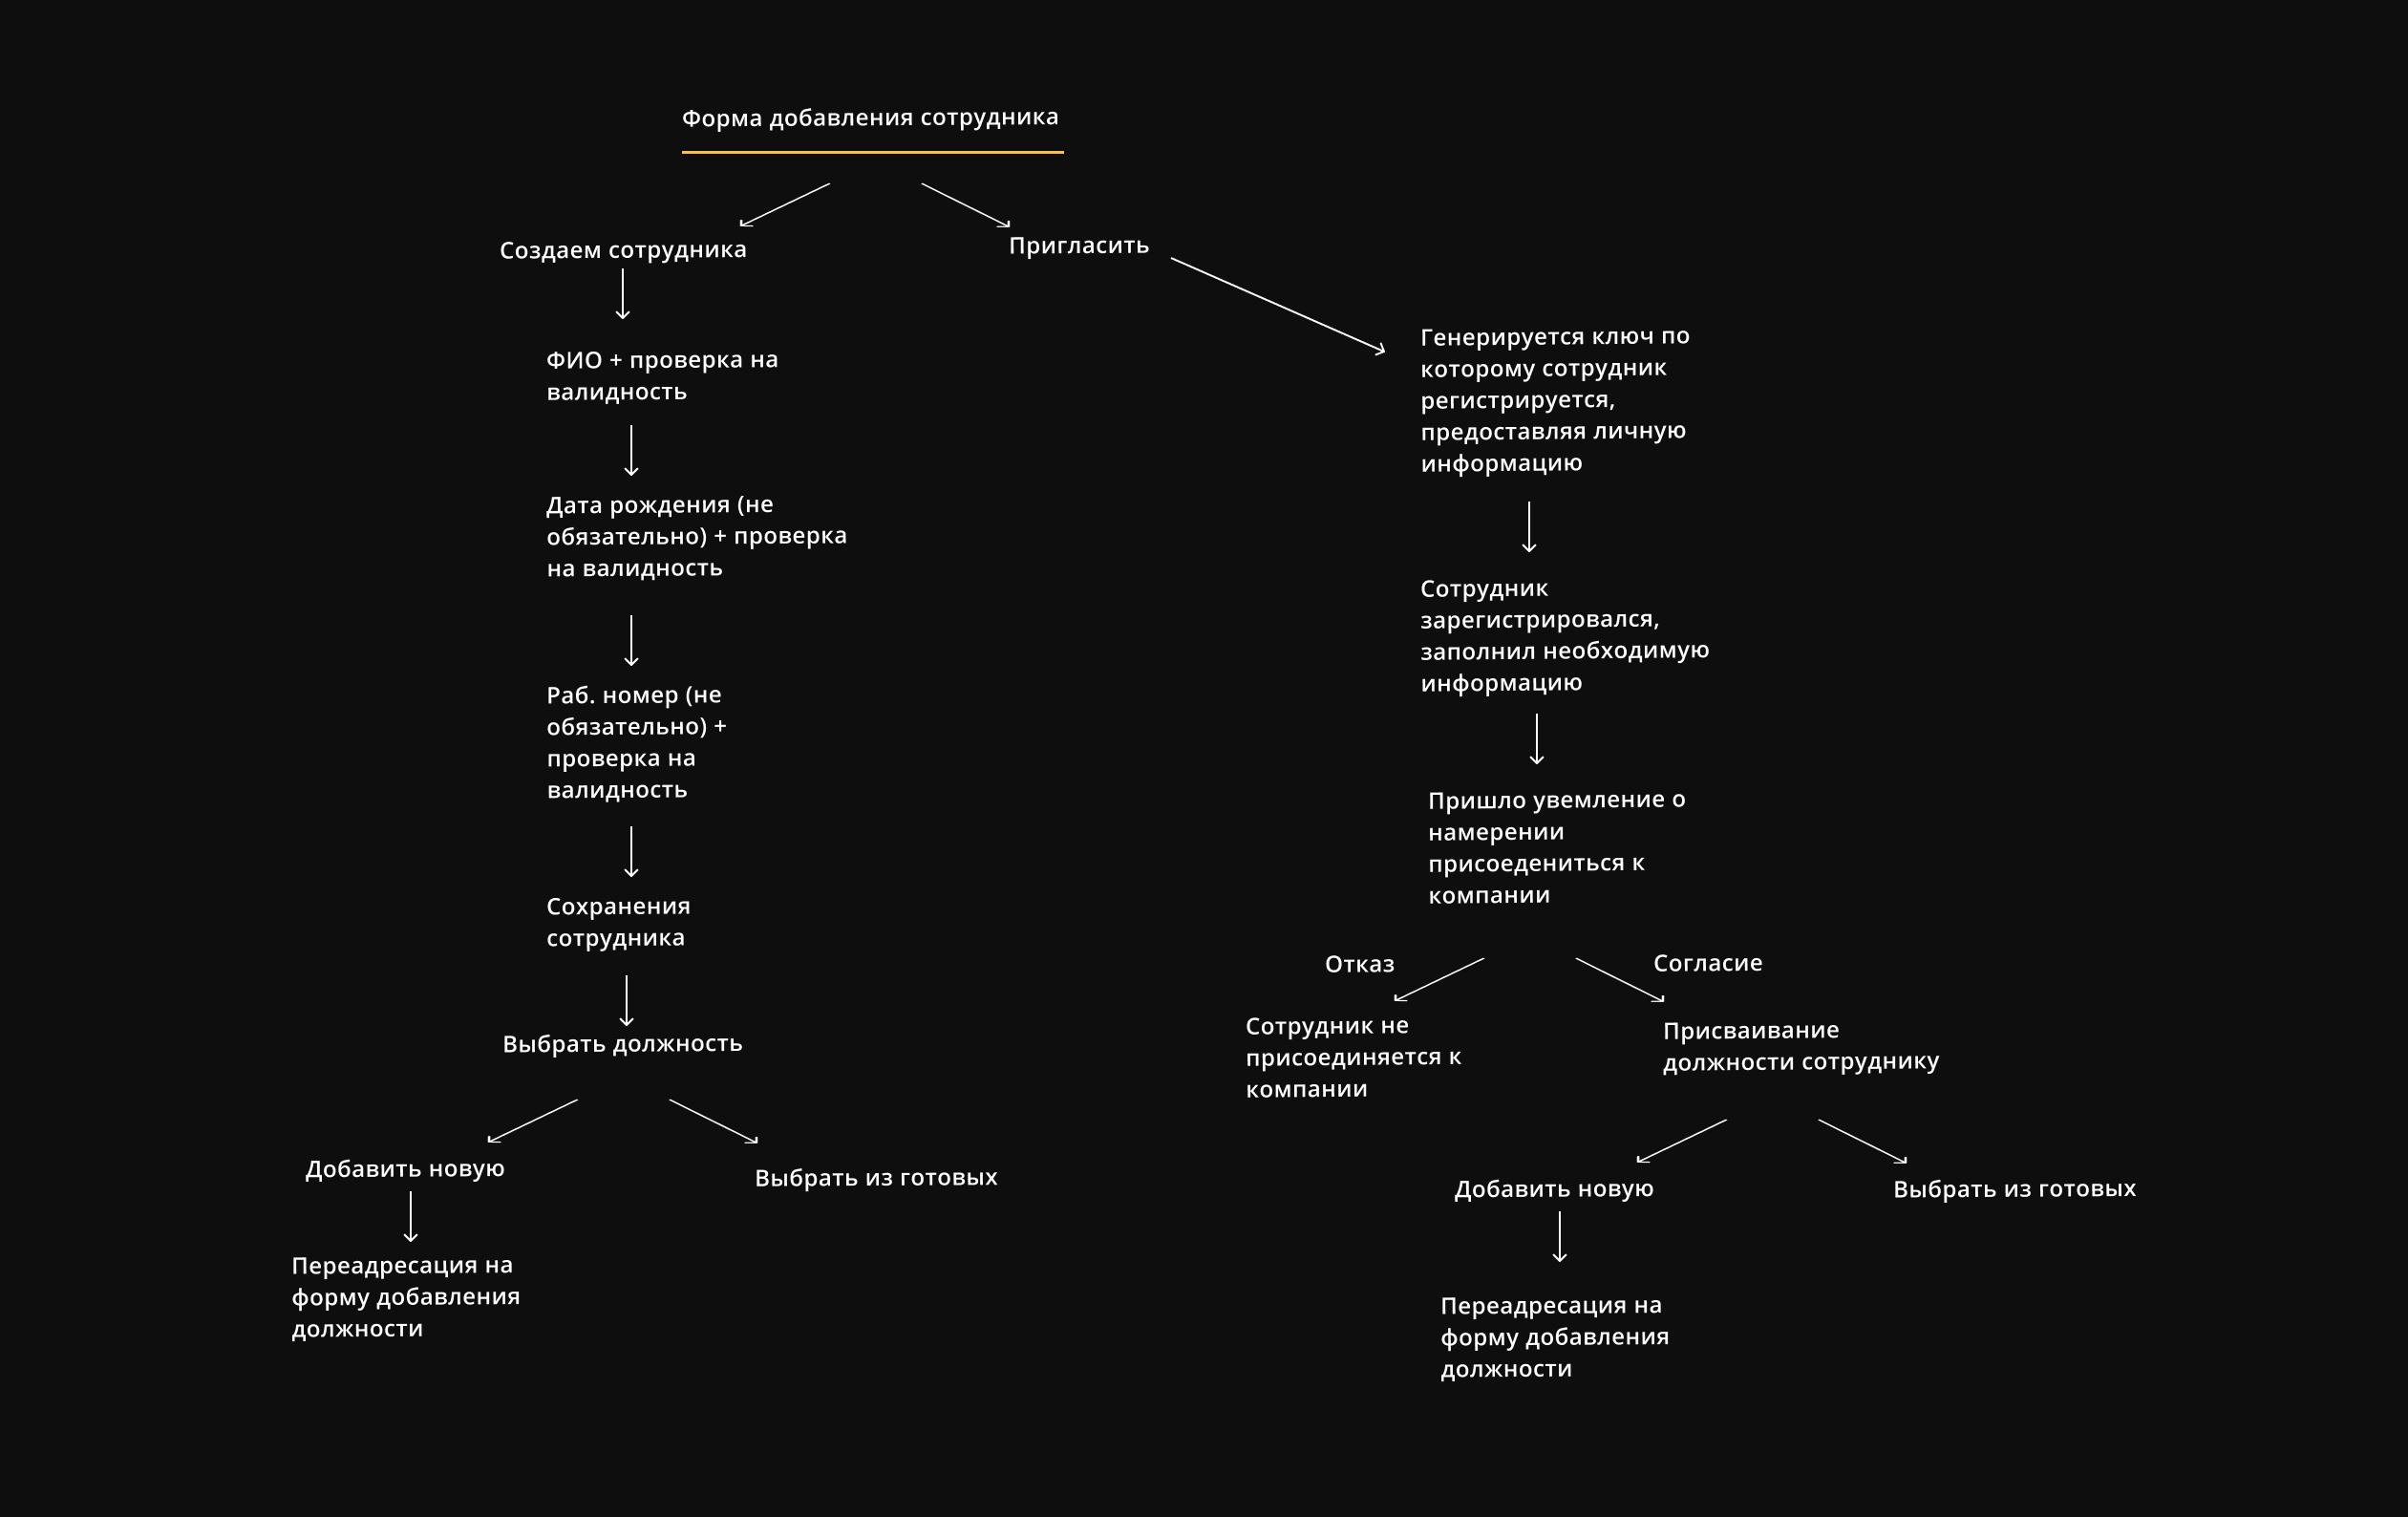 Форма добавления сотрудника
Создаем сотрудника
Пригласить
ФИО + проверка на
валидность
Дата рождения (не
обязательно) + проверка
на валидность
Раб. номер (не
обязательно) +
проверка на
валидность
Сохранения
сотрудника
Выбрать должность
Добавить новую
Выбрать из готовых
Переадресация на
форму добавления
должности
Генерируется ключ по
которому сотрудник
регистрируется,
предоставляя личную
информацию
Сотрудник
зарегистрировался,
заполнил необходимую
информацию
Пришло увемление о
намерении
присоедениться к
компании
Отказ
Согласие
Сотрудник не
присоединяется к
компании
Присваивание
должности сотруднику
Добавить новую
Выбрать из готовых
Переадресация на
форму добавления
должности